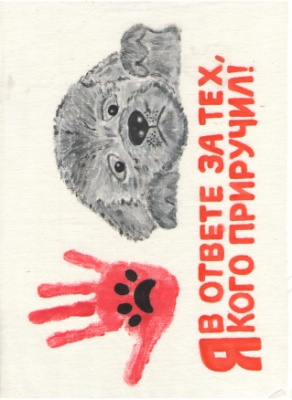 Я В ОТВЕТЕ ЗА ТЕХ,
КОГО ПРИРУЧИЛ!